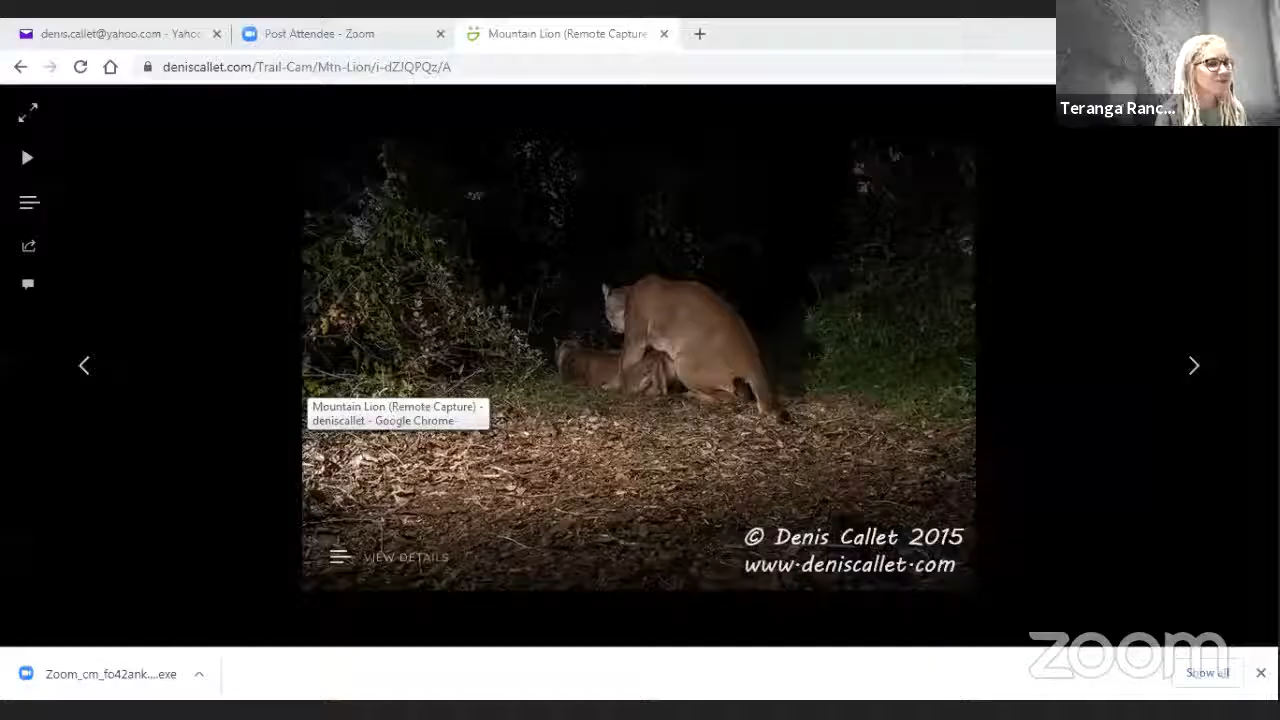 denis.callet@yahoo.com - Yahoo
Post Attendee - Zoom
Mountain Lion (Remote Capture
deniscallet.com/Trail-Cam/Mtn-Lion/i-dZJQPQz/A
Teranga Ranc...
Mountain Lion (Remote Capture) -
deniscallet - Google Chrome
© Denis Callet 2015
VIEW DETAILS
www.deniscallet.com
zoom
Zoom_cm_fo42ank....exe
Show all